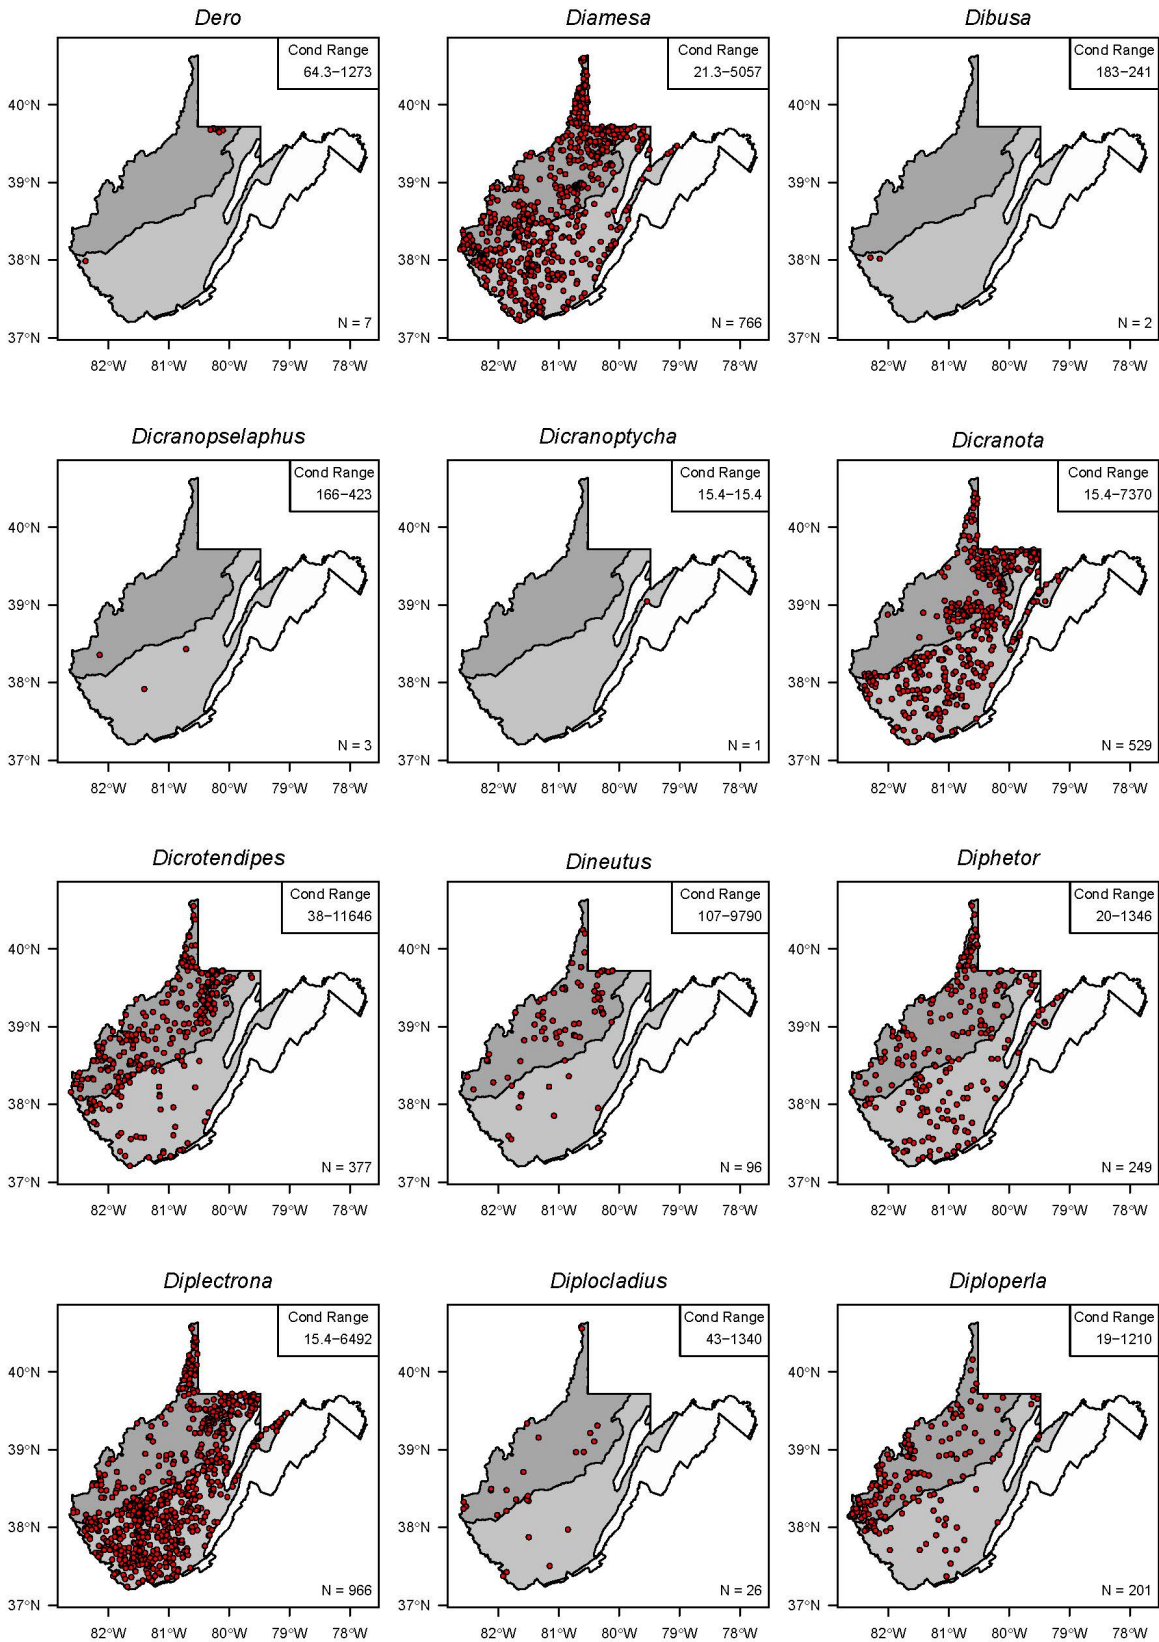 Dero
Cond Range
64.3−1273
40°N
39°N
38°N
37°N
N = 7
82°W 81°W 80°W 79°W 78°W
Diamesa
Cond Range
21.3−5057
40°N
39°N
38°N
37°N
N = 766
82°W 81°W 80°W 79°W 78°W
Dibusa
Cond Range
183−241
40°N
39°N
38°N
37°N
N = 2
82°W 81°W 80°W 79°W 78°W
Dicranopselaphus
Cond Range
166−423
40°N
39°N
38°N
37°N
N = 3
82°W 81°W 80°W 79°W 78°W
Dicranoptycha
Cond Range
15.4−15.4
40°N
39°N
38°N
37°N
N = 1
82°W 81°W 80°W 79°W 78°W
Dicranota
Cond Range
15.4−7370
40°N
39°N
38°N
37°N
N = 529
82°W 81°W 80°W 79°W 78°W
Dicrotendipes
Cond Range
38−11646
40°N
39°N
38°N
37°N
N = 377
82°W 81°W 80°W 79°W 78°W
Dineutus
Cond Range
107−9790
40°N
39°N
38°N
37°N
N = 96
82°W 81°W 80°W 79°W 78°W
Diphetor
Cond Range
20−1346
40°N
39°N
38°N
37°N
N = 249
82°W 81°W 80°W 79°W 78°W
Diplectrona
Cond Range
15.4−6492
40°N
39°N
38°N
37°N
N = 966
82°W 81°W 80°W 79°W 78°W
Diplocladius
Cond Range
43−1340
40°N
39°N
38°N
37°N
N = 26
82°W 81°W 80°W 79°W 78°W
Diploperla
Cond Range
19−1210
40°N
39°N
38°N
37°N
N = 201
82°W 81°W 80°W 79°W 78°W